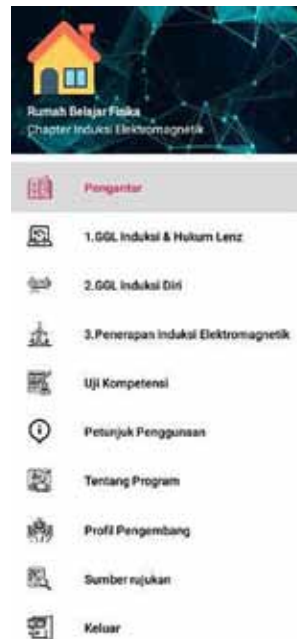 Rumah Belajar Fisika
Chapter Induksi Elektromagnetik
Pengantar
1.GGL Induksi & Hukum Lenz
2.GGL Induksi Diri
3.Penerapan Induksi Elektromagnetik
Uji Kompetensi
Petunjuk Penggunaan
Tentang Program
Profil Pengembang
Sumber rujukan
Keluar